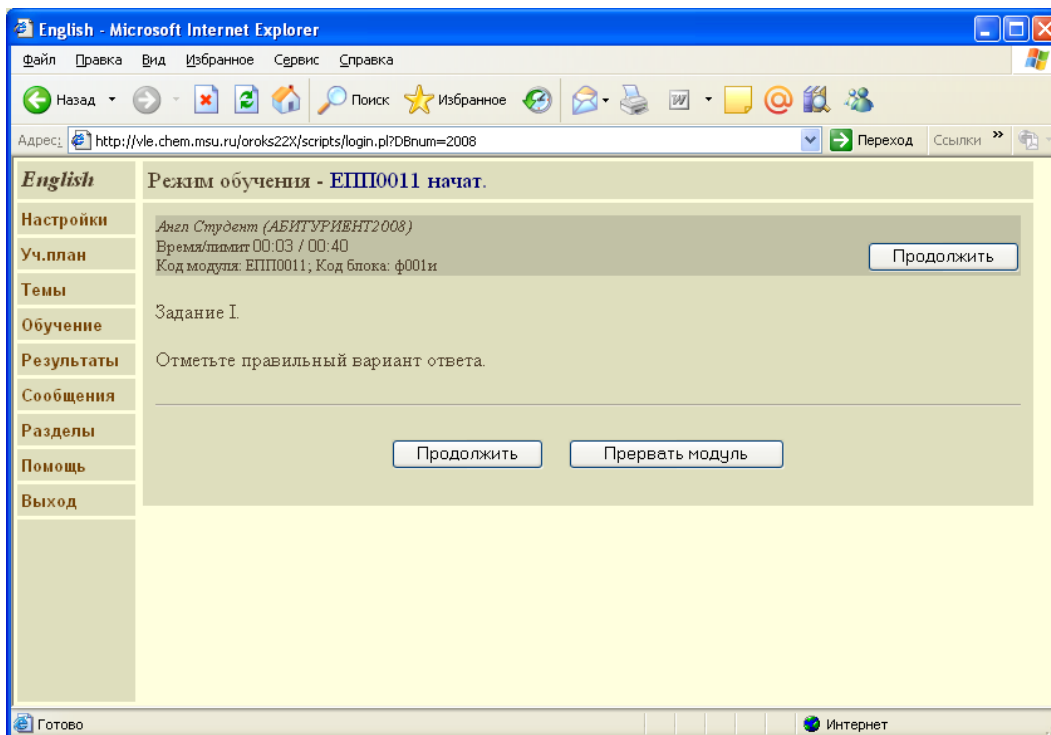 English - Microsoft Internet Explorer
Файл Правка Вид Избранное Сервис Справка
Назад Поиск Избранное
Адрес: http://vle.chem.msu.ru/oroks22X/scripts/login.pl?DBnum=2008 Переход Ссылки »
English
Режим обучения - ЕПП0011 начат.
Настройки
Уч.план
Темы
Обучение
Результаты
Сообщения
Разделы
Помощь
Выход
Англ Студент (АБИТУРИЕНТ2008)
Время/лимит 00:03 / 00:40
Код модуля: ЕПП0011; Код блока: ф001и
Продолжить
Задание I.
Отметьте правильный вариант ответа.
Продолжить Прервать модуль
Готово Интернет